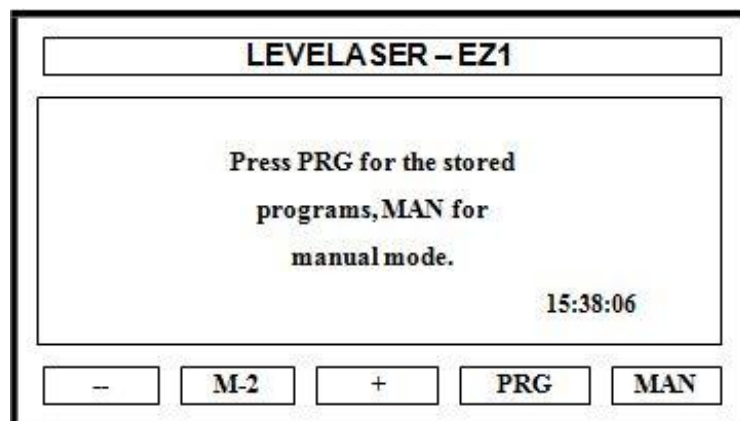 LEVELASER – EZ1
Press PRG for the stored
programs,MAN for
manual mode.
15:38:06
-- M-2 + PRG MAN